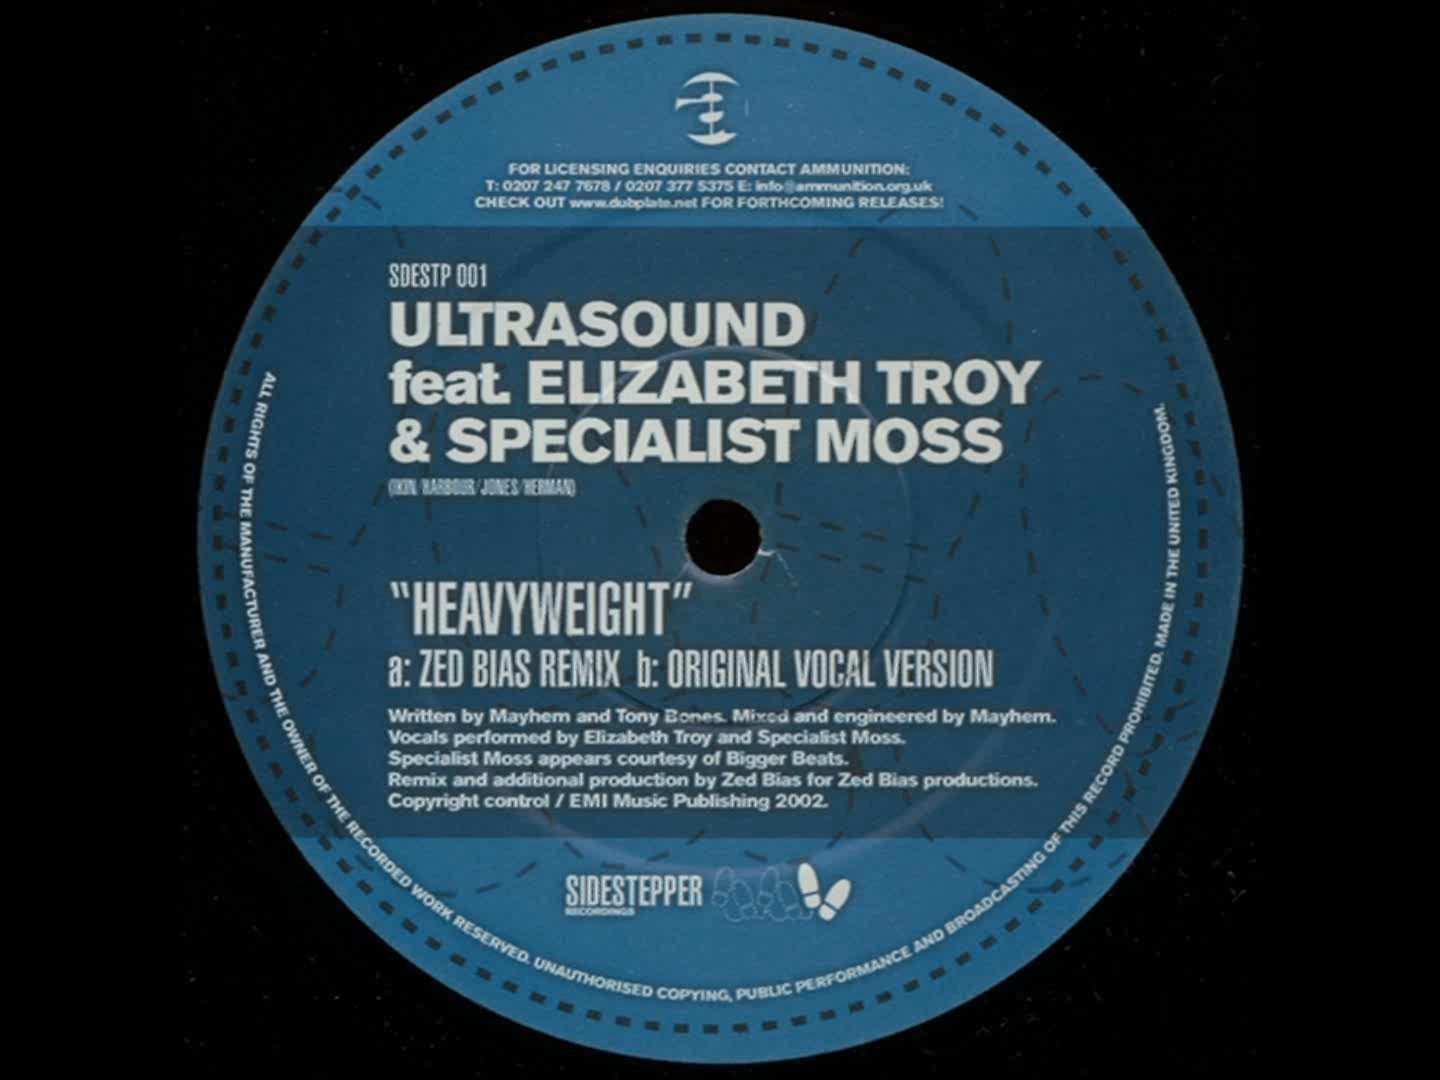 FOR LICENSING ENQUIRIES CONTACT AMMUNITION:
T: 0207 247 7678 / 0207 377 5375 E: info@ammunition.org.uk
CHECK OUT www.dubplate.net FOR FORTHCOMING RELEASES!
SDESTP 001
ULTRASOUND
feat. ELIZABETH TROY
& SPECIALIST MOSS
(IKIN/HARBOUR/JONES/HERMAN)
"HEAVYWEIGHT"
a: ZED BIAS REMIX b: ORIGINAL VOCAL VERSION
Written by Mayhem and Tony Bones. Mixed and engineered by Mayhem.
Vocals performed by Elizabeth Troy and Specialist Moss.
Specialist Moss appears courtesy of Bigger Beats.
Remix and additional production by Zed Bias for Zed Bias productions.
Copyright control / EMI Music Publishing 2002.
SIDESTEPPER
RECORDINGS
ALL RIGHTS OF THE MANUFACTURER AND THE OWNER OF THE RECORDED WORK RESERVED. UNAUTHORISED COPYING, PUBLIC PERFORMANCE AND BROADCASTING OF THIS RECORD PROHIBITED. MADE IN THE UNITED KINGDOM.